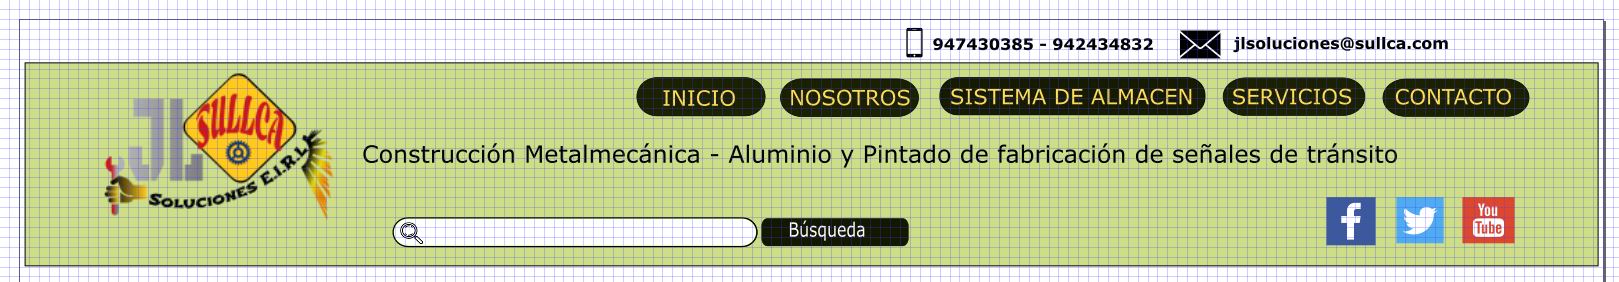 947430385 - 942434832 jlsoluciones@sullca.com
INICIO NOSOTROS SISTEMA DE ALMACEN SERVICIOS CONTACTO
JL SULLCA
SOLUCIONES E.I.R.L
Construcción Metalmecánica - Aluminio y Pintado de fabricación de señales de tránsito
Búsqueda
You
Tube